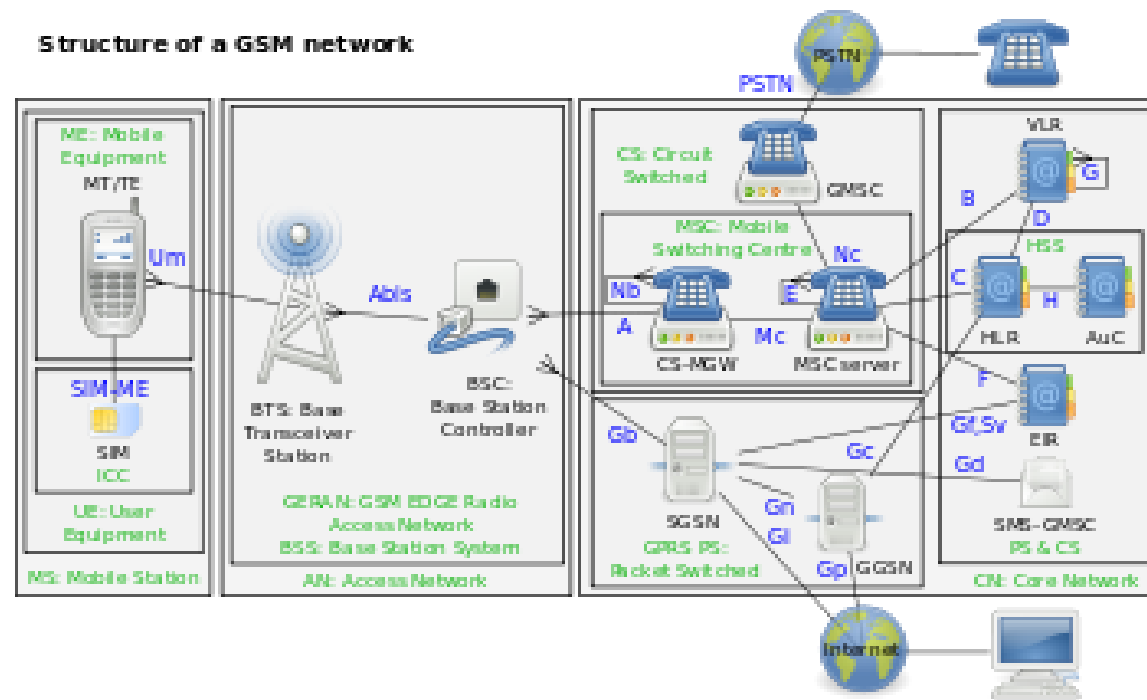 Structure of a GSM network
PSTN
PSTN
ME: Mobile
Equipment
MT/TE
Um
SIM-ME
SIM
ICC
UE: User
Equipment
MS: Mobile Station
Abis
BTS: Base
Transceiver
Station
BSC:
Base Station
Controller
GERAN: GSM EDGE Radio
Access Network
BSS: Base Station System
AN: Access Network
CS: Circuit
Switched
GMSC
MSC: Mobile
Switching Centre
Nc
Nb
E
A
Mc
CS-MGW
MSC server
VLR
G
B
D
HSS
C
H
HLR
AuC
F
Gf,Sv
EIR
Gb
Gc
Gd
Gn
Gi
SGSN
GPRS PS:
Packet Switched
Gp
GGSN
SMS-GMSC
PS & CS
CN: Core Network
Internet